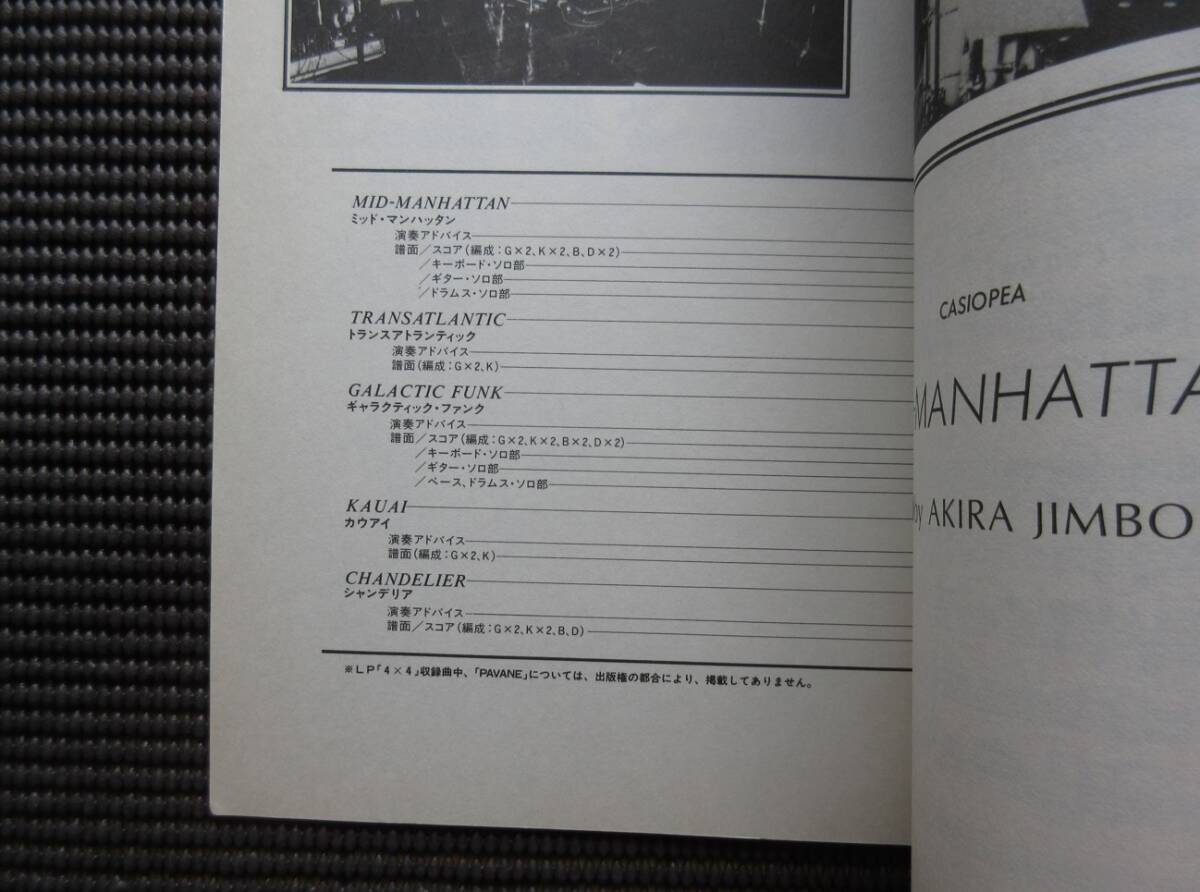 MID-MANHATTAN
ミッド・マンハッタン
演奏アドバイス
譜面／スコア(編成：G×2、K×2、B、D×2)
／キーボード・ソロ部
／ギター・ソロ部
／ドラムス・ソロ部
TRANSATLANTIC
トランスアトランティック
演奏アドバイス
譜面(編成：G×2、K)
GALACTIC FUNK
ギャラクティック・ファンク
演奏アドバイス
譜面／スコア(編成：G×2、K×2、B×2、D×2)
／キーボード・ソロ部
／ギター・ソロ部
／ベース、ドラムス・ソロ部
KAUAI
カウアイ
演奏アドバイス
譜面(編成：G×2、K)
CHANDELIER
シャンデリア
演奏アドバイス
譜面／スコア(編成：G×2、K×2、B、D)
※LP「4×4」収録曲中、「PAVANE」については、出版権の都合により、掲載してありません。
CASIOPEA
-MANHATTA
by AKIRA JIMBO